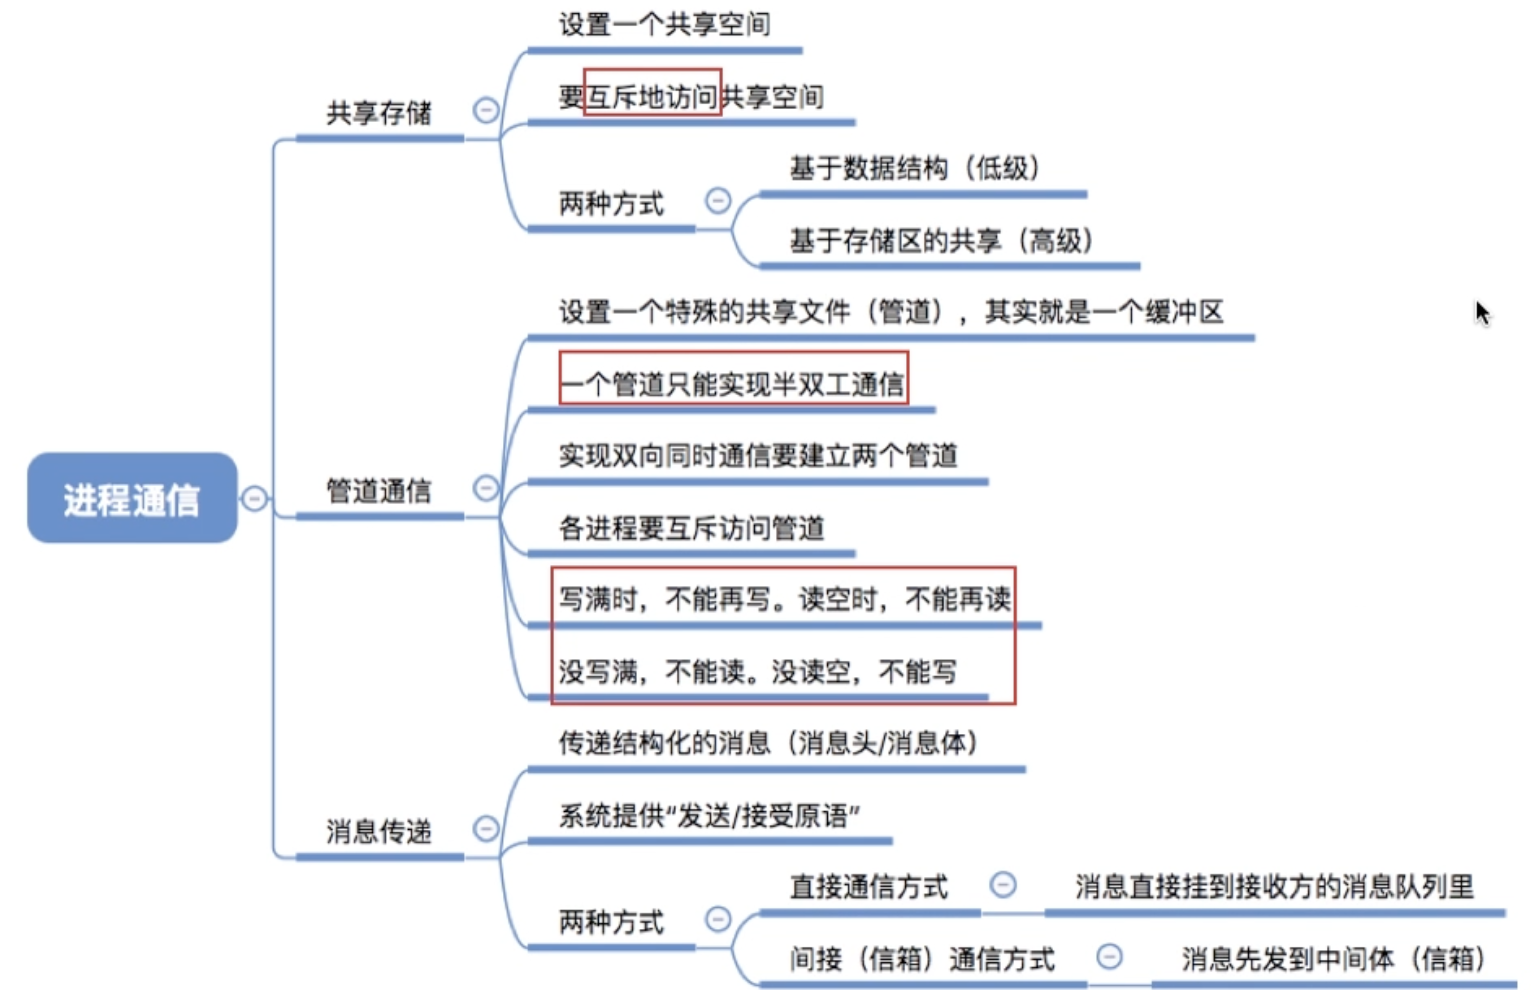 进程通信
共享存储
设置一个共享空间
要互斥地访问共享空间
两种方式
基于数据结构（低级）
基于存储区的共享（高级）
管道通信
设置一个特殊的共享文件（管道），其实就是一个缓冲区
一个管道只能实现半双工通信
实现双向同时通信要建立两个管道
各进程要互斥访问管道
写满时，不能再写。读空时，不能再读
没写满，不能读。没读空，不能写
消息传递
传递结构化的消息（消息头/消息体）
系统提供“发送/接受原语”
两种方式
直接通信方式
消息直接挂到接收方的消息队列里
间接（信箱）通信方式
消息先发到中间体（信箱）